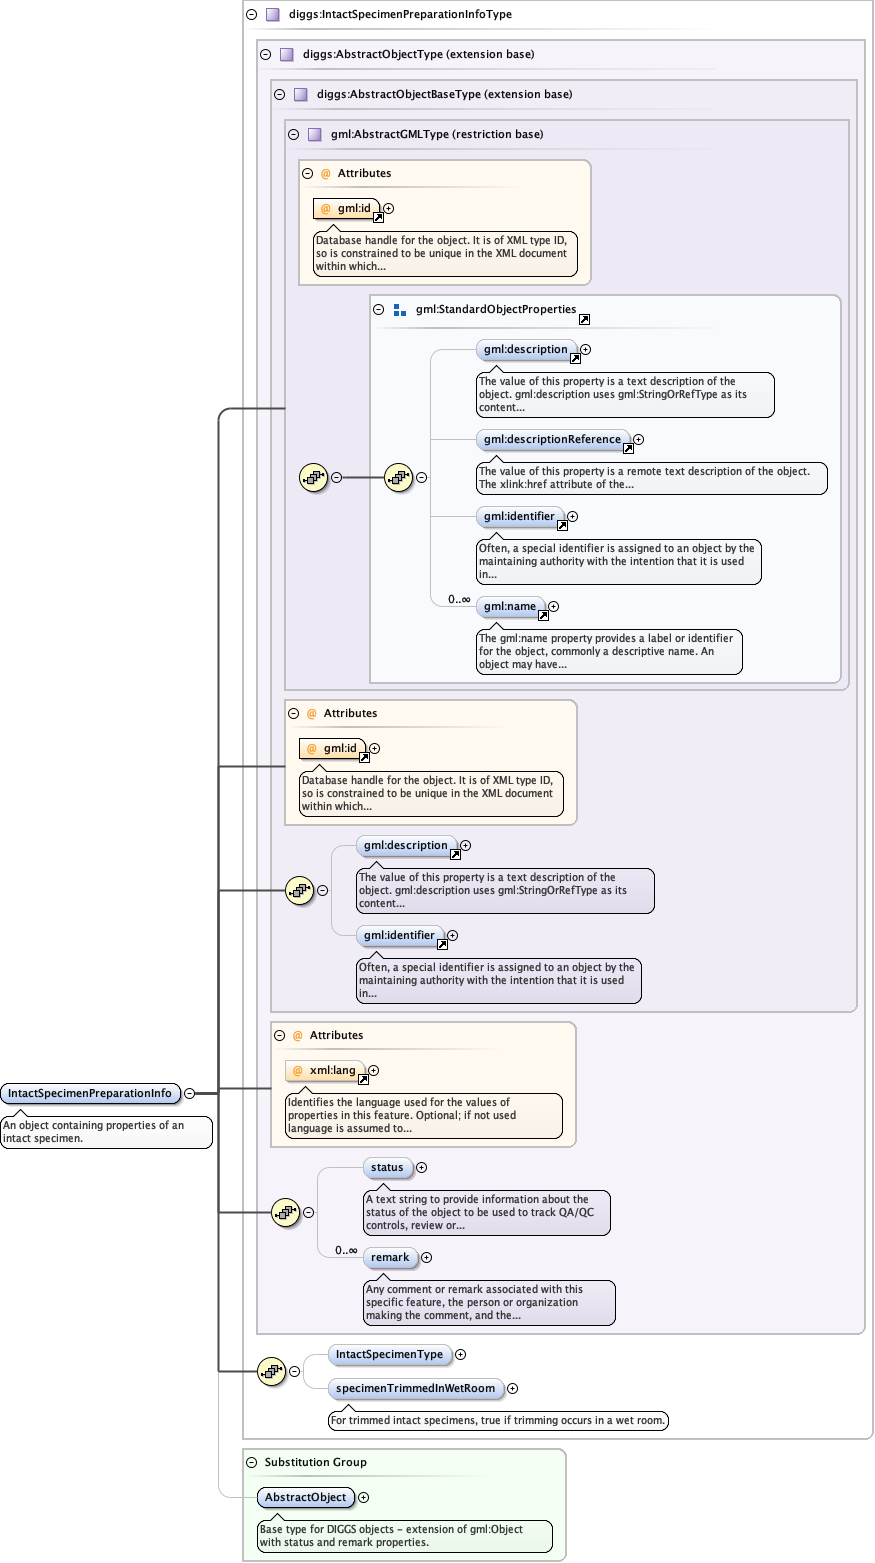 diggs:IntactSpecimenPreparationInfoType
diggs:AbstractObjectType (extension base)
diggs:AbstractObjectBaseType (extension base)
gml:AbstractGMLType (restriction base)
@ Attributes
@ gml:id
Database handle for the object. It is of XML type ID,
so is constrained to be unique in the XML document
within which...
gml:StandardObjectProperties
gml:description
The value of this property is a text description of the
object. gml:description uses gml:StringOrRefType as its
content...
gml:descriptionReference
The value of this property is a remote text description of the object.
The xlink:href attribute of the...
gml:identifier
Often, a special identifier is assigned to an object by the
maintaining authority with the intention that it is used
in...
0..∞
gml:name
The gml:name property provides a label or identifier
for the object, commonly a descriptive name. An
object may have...
@ Attributes
@ gml:id
Database handle for the object. It is of XML type ID,
so is constrained to be unique in the XML document
within which...
gml:description
The value of this property is a text description of the
object. gml:description uses gml:StringOrRefType as its
content...
gml:identifier
Often, a special identifier is assigned to an object by the
maintaining authority with the intention that it is used
in...
@ Attributes
@ xml:lang
Identifies the language used for the values of
properties in this feature. Optional; if not used
language is assumed to...
IntactSpecimenPreparationInfo
An object containing properties of an
intact specimen.
status
A text string to provide information about the
status of the object to be used to track QA/QC
controls, review or...
0..∞
remark
Any comment or remark associated with this
specific feature, the person or organization
making the comment, and the...
IntactSpecimenType
specimenTrimmedInWetRoom
For trimmed intact specimens, true if trimming occurs in a wet room.
Substitution Group
AbstractObject
Base type for DIGGS objects - extension of gml:Object
with status and remark properties.